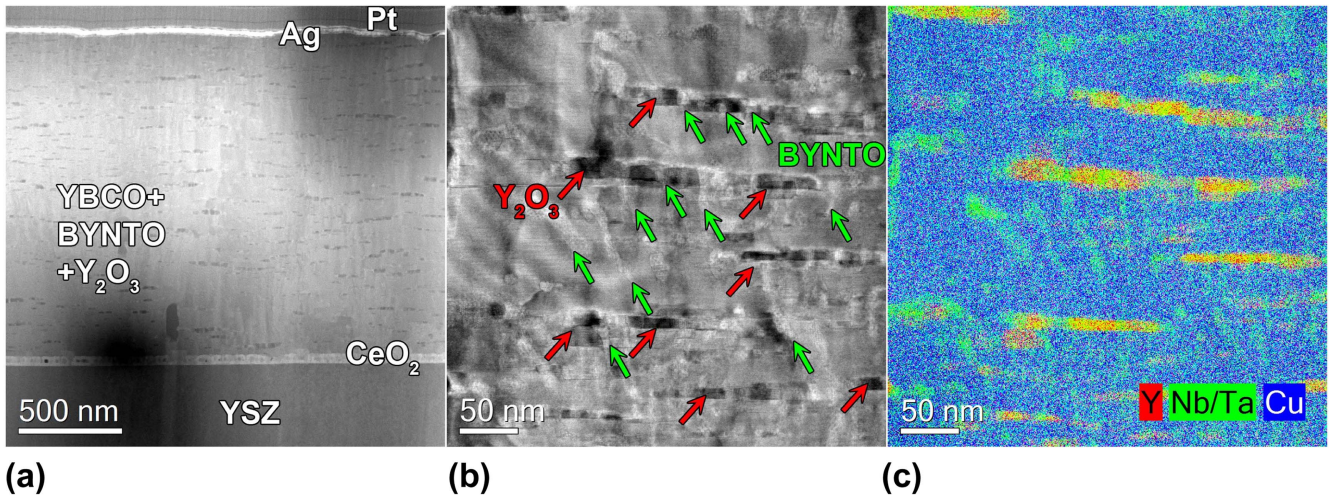 Pt
Ag
YBCO+
BYNTO
+Y₂O₃
CeO₂
YSZ
500 nm
BYNTO
Y₂O₃
50 nm
Y Nb/Ta Cu
50 nm
(a) (b) (c)